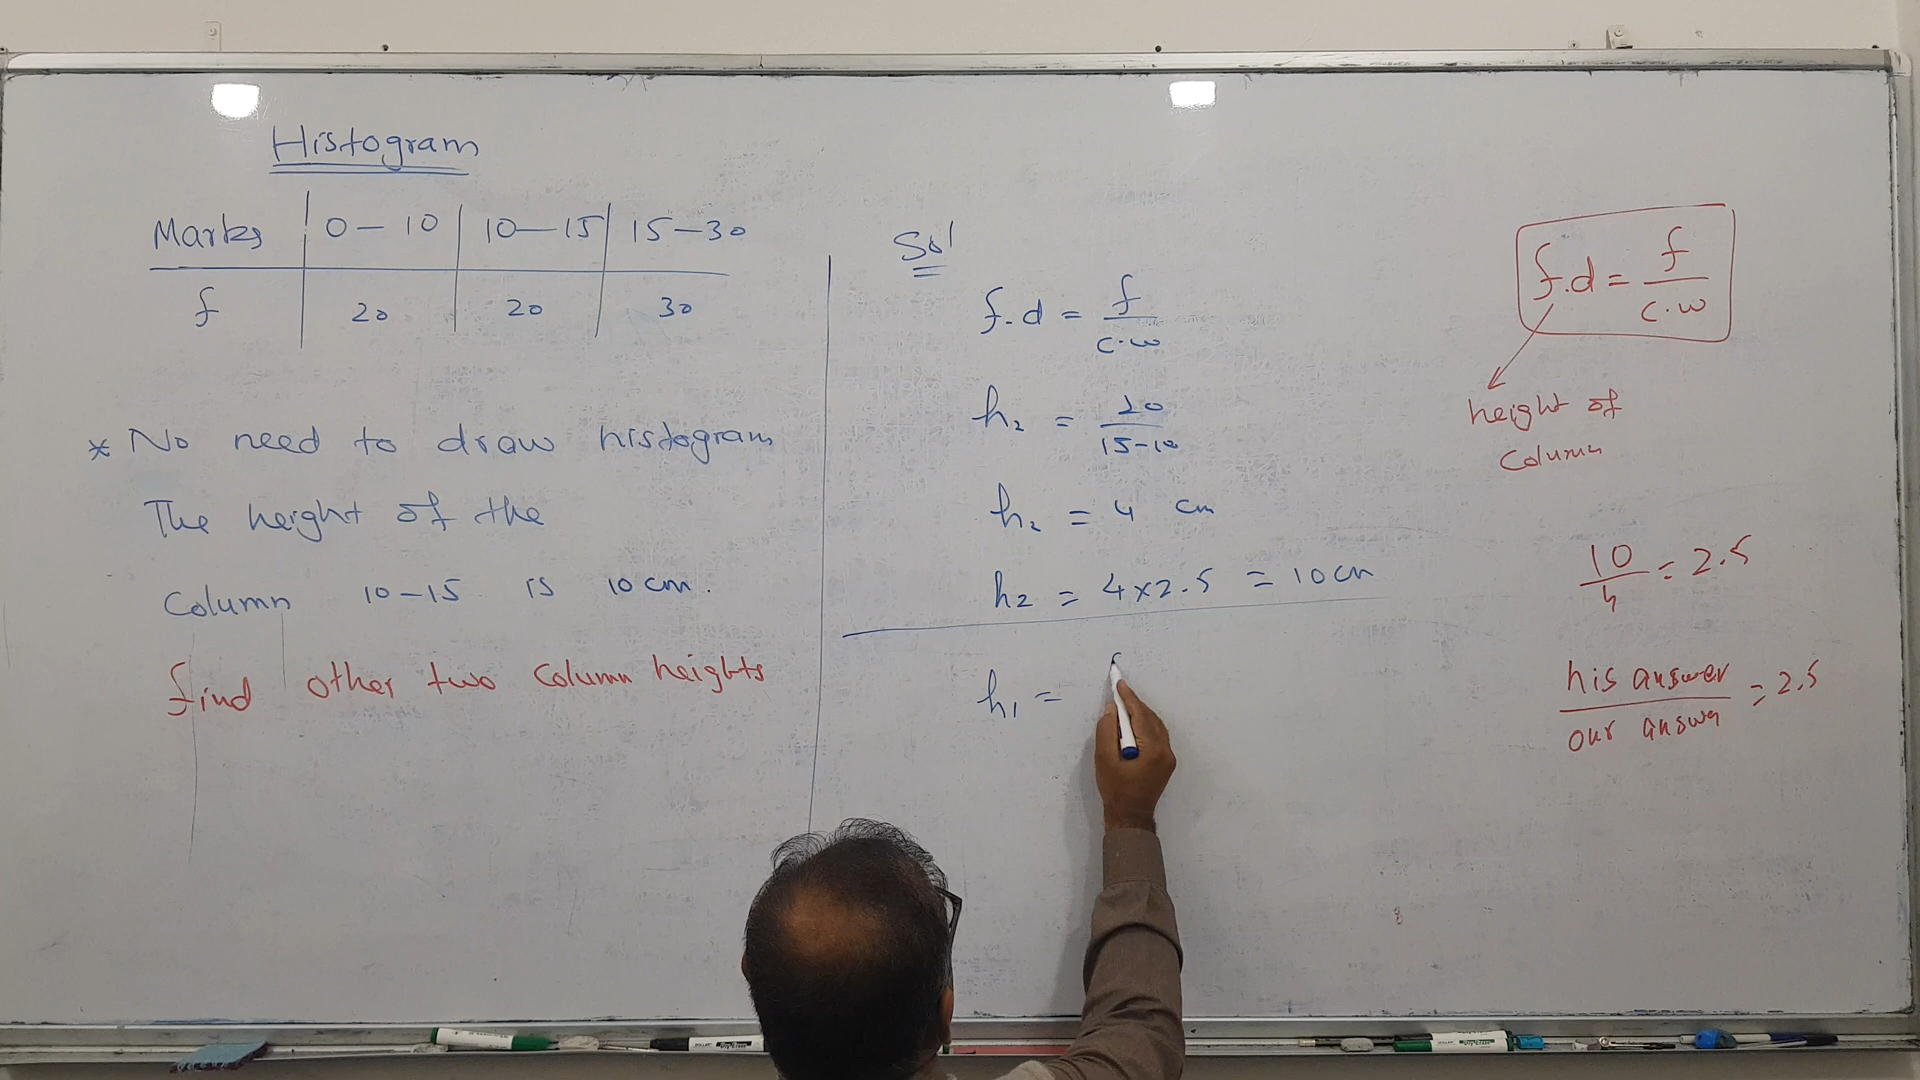 Histogram
Marks 0-10 10-15 15-30
f 20 20 30
* No need to draw histogram
The height of the
Column 10-15 is 10 cm.
find other two column heights
Sol
f.d = f/c.w
h₂ = 20/15-10
h₂ = 4 cm
h₂ = 4×2.5 = 10 cm
h₁ =
f.d = f/c.w
height of
Column
10/4 = 2.5
his answer/our answer = 2.5